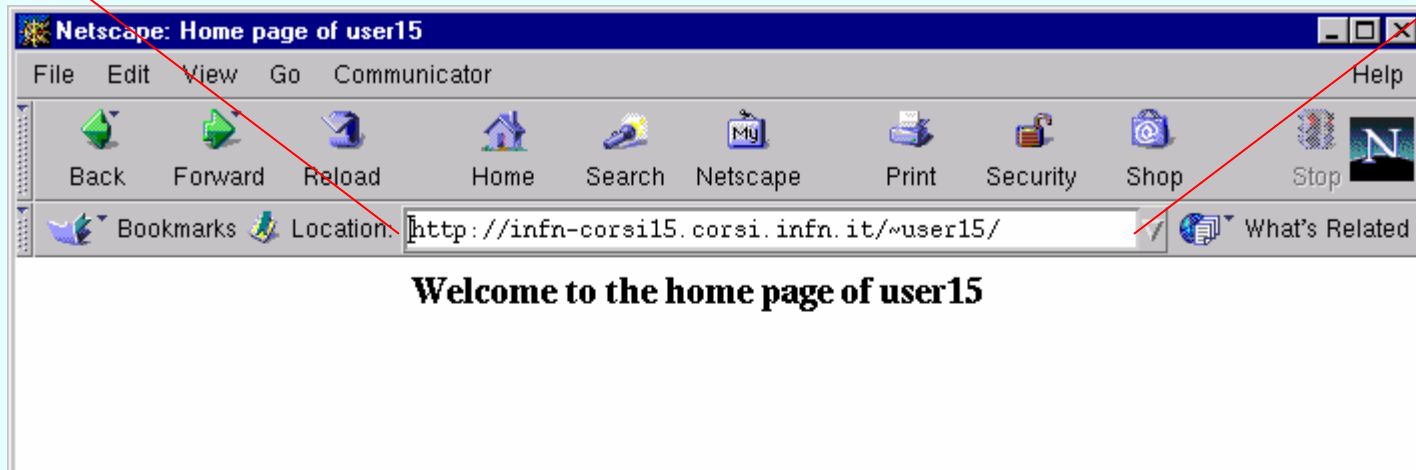 Netscape: Home page of user15
File Edit View Go Communicator Help
My N
Back Forward Reload Home Search Netscape Print Security Shop Stop
Bookmarks Location: http://infn-corsi15.corsi.infn.it/~user15/ What's Related
Welcome to the home page of user15